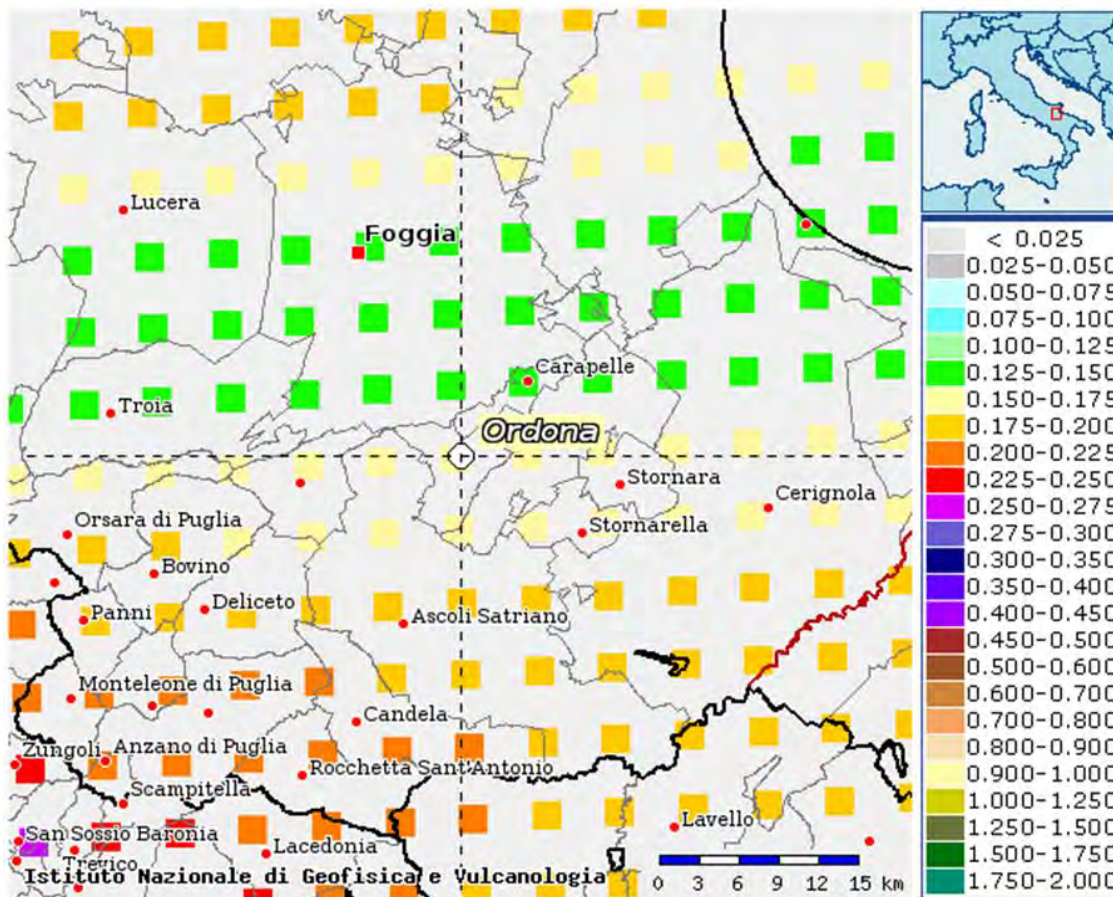 Lucera
Foggia
Carapelle
Troia
Ordona
Stornara
Cerignola
Orsara di Puglia
Stornarella
Bovino
Deliceto
Panni
Ascoli Satriano
Monteleone di Puglia
Candela
Zungoli
Anzano di Puglia
Rocchetta Sant'Antonio
Scampitella
San Sossio Baronia
Lavello
Trevico
Lacedonia
Istituto Nazionale di Geofisica e Vulcanologia
0 3 6 9 12 15 km
< 0.025
0.025-0.050
0.050-0.075
0.075-0.100
0.100-0.125
0.125-0.150
0.150-0.175
0.175-0.200
0.200-0.225
0.225-0.250
0.250-0.275
0.275-0.300
0.300-0.350
0.350-0.400
0.400-0.450
0.450-0.500
0.500-0.600
0.600-0.700
0.700-0.800
0.800-0.900
0.900-1.000
1.000-1.250
1.250-1.500
1.500-1.750
1.750-2.000